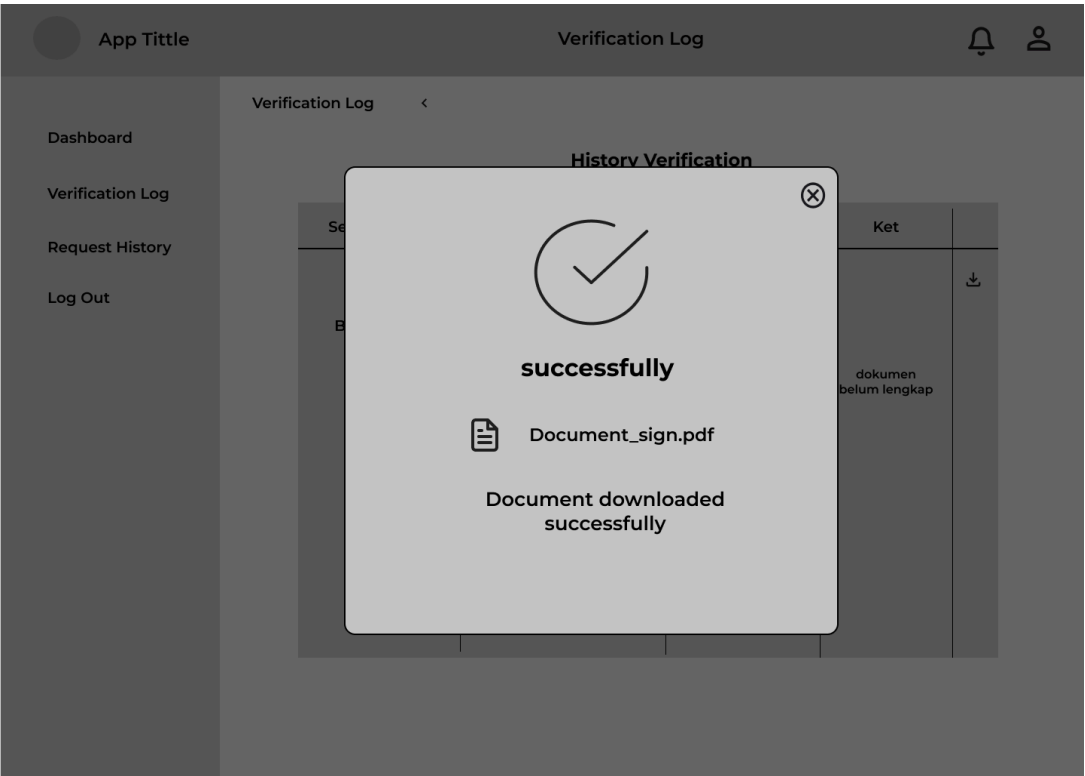 App Tittle
Verification Log
Verification Log <
Dashboard
Verification Log
Request History
Log Out
History Verification
Ket
dokumen
belum lengkap
successfully
Document_sign.pdf
Document downloaded
successfully